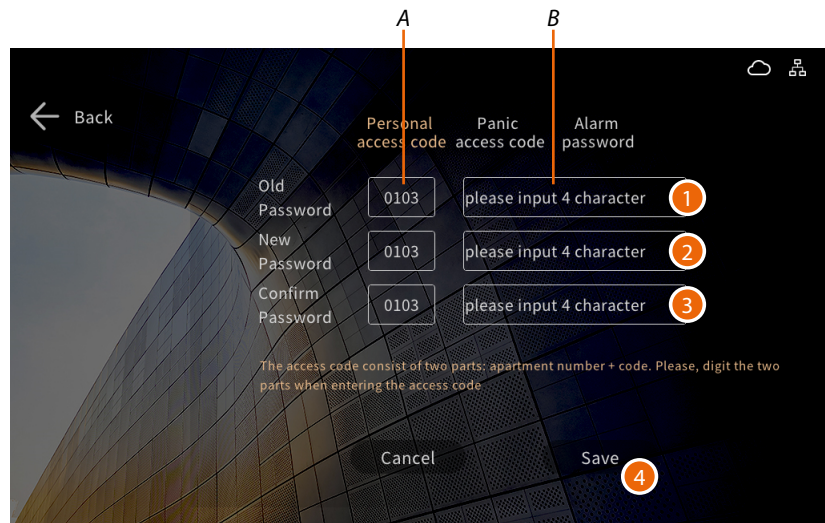 A
B
Back
Personal access code
Panic access code
Alarm password
Old Password
0103
please input 4 character
1
New Password
0103
please input 4 character
2
Confirm Password
0103
please input 4 character
3
The access code consist of two parts: apartment number + code. Please, digit the two
parts when entering the access code
Cancel
Save
4